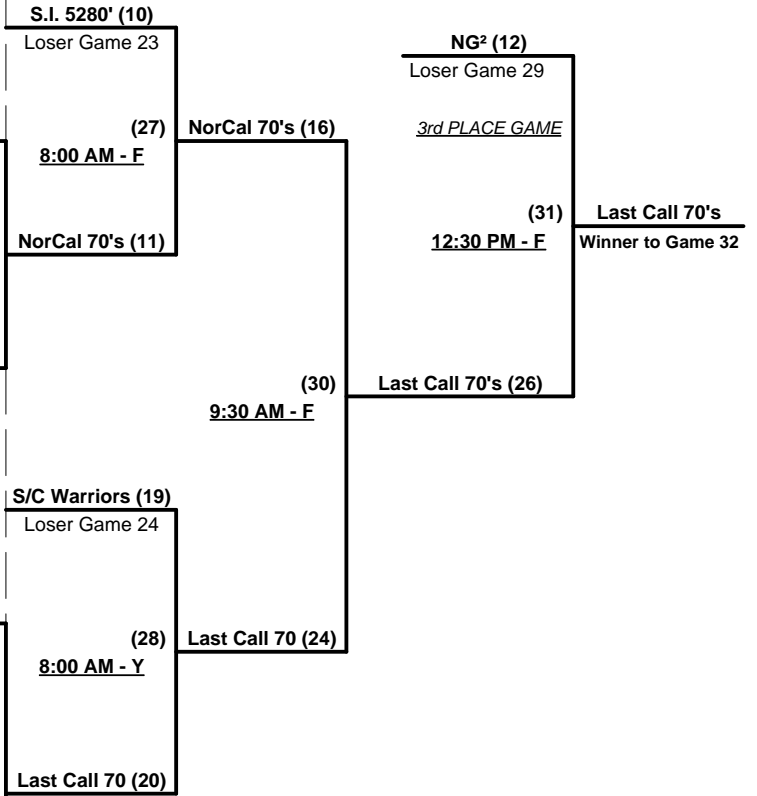 S.I. 5280' (10)
Loser Game 23
NG² (12)
Loser Game 29
(27)
NorCal 70's (16)
3rd PLACE GAME
8:00 AM - F
(31)
Last Call 70's
NorCal 70's (11)
12:30 PM - F
Winner to Game 32
(30)
Last Call 70's (26)
9:30 AM - F
S/C Warriors (19)
Loser Game 24
(28)
Last Call 70 (24)
8:00 AM - Y
Last Call 70 (20)